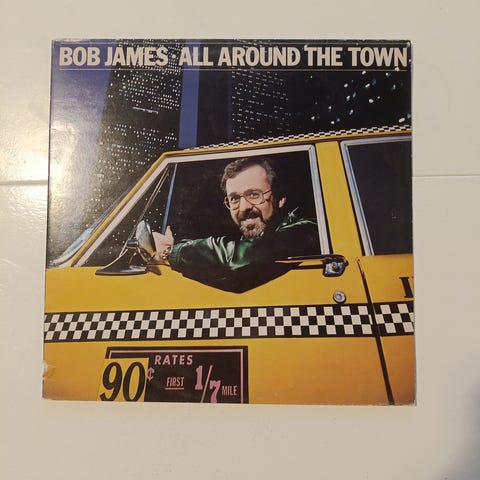 BOB JAMES · ALL AROUND THE TOWN
RATES
90¢ FIRST 1/7 MILE